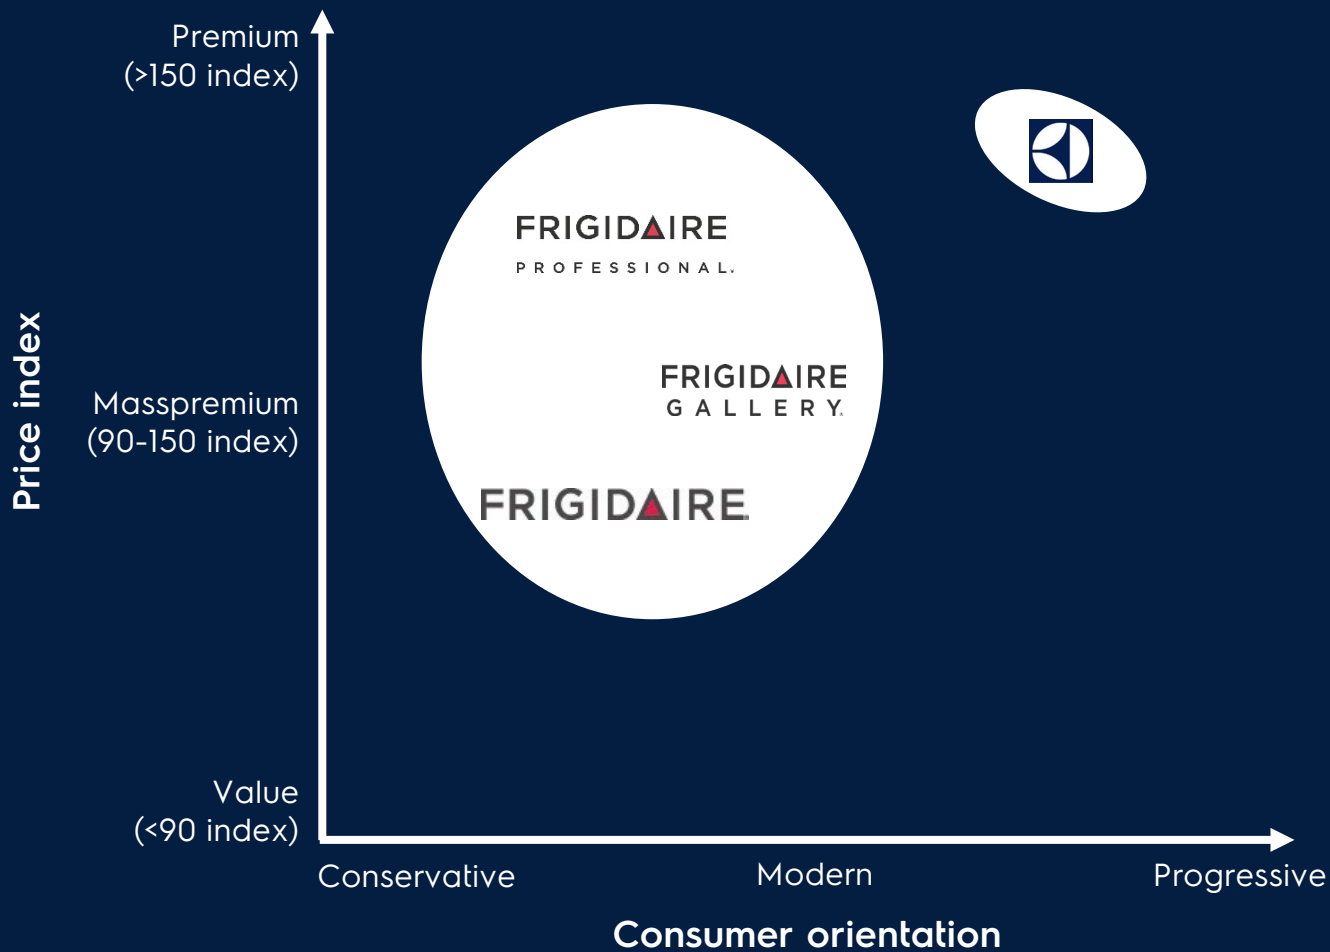 Premium
(>150 index)
FRIGIDAIRE
PROFESSIONAL®
Price index
Masspremium
(90-150 index)
FRIGIDAIRE
GALLERY®
FRIGIDAIRE®
Value
(<90 index)
Conservative
Modern
Progressive
Consumer orientation